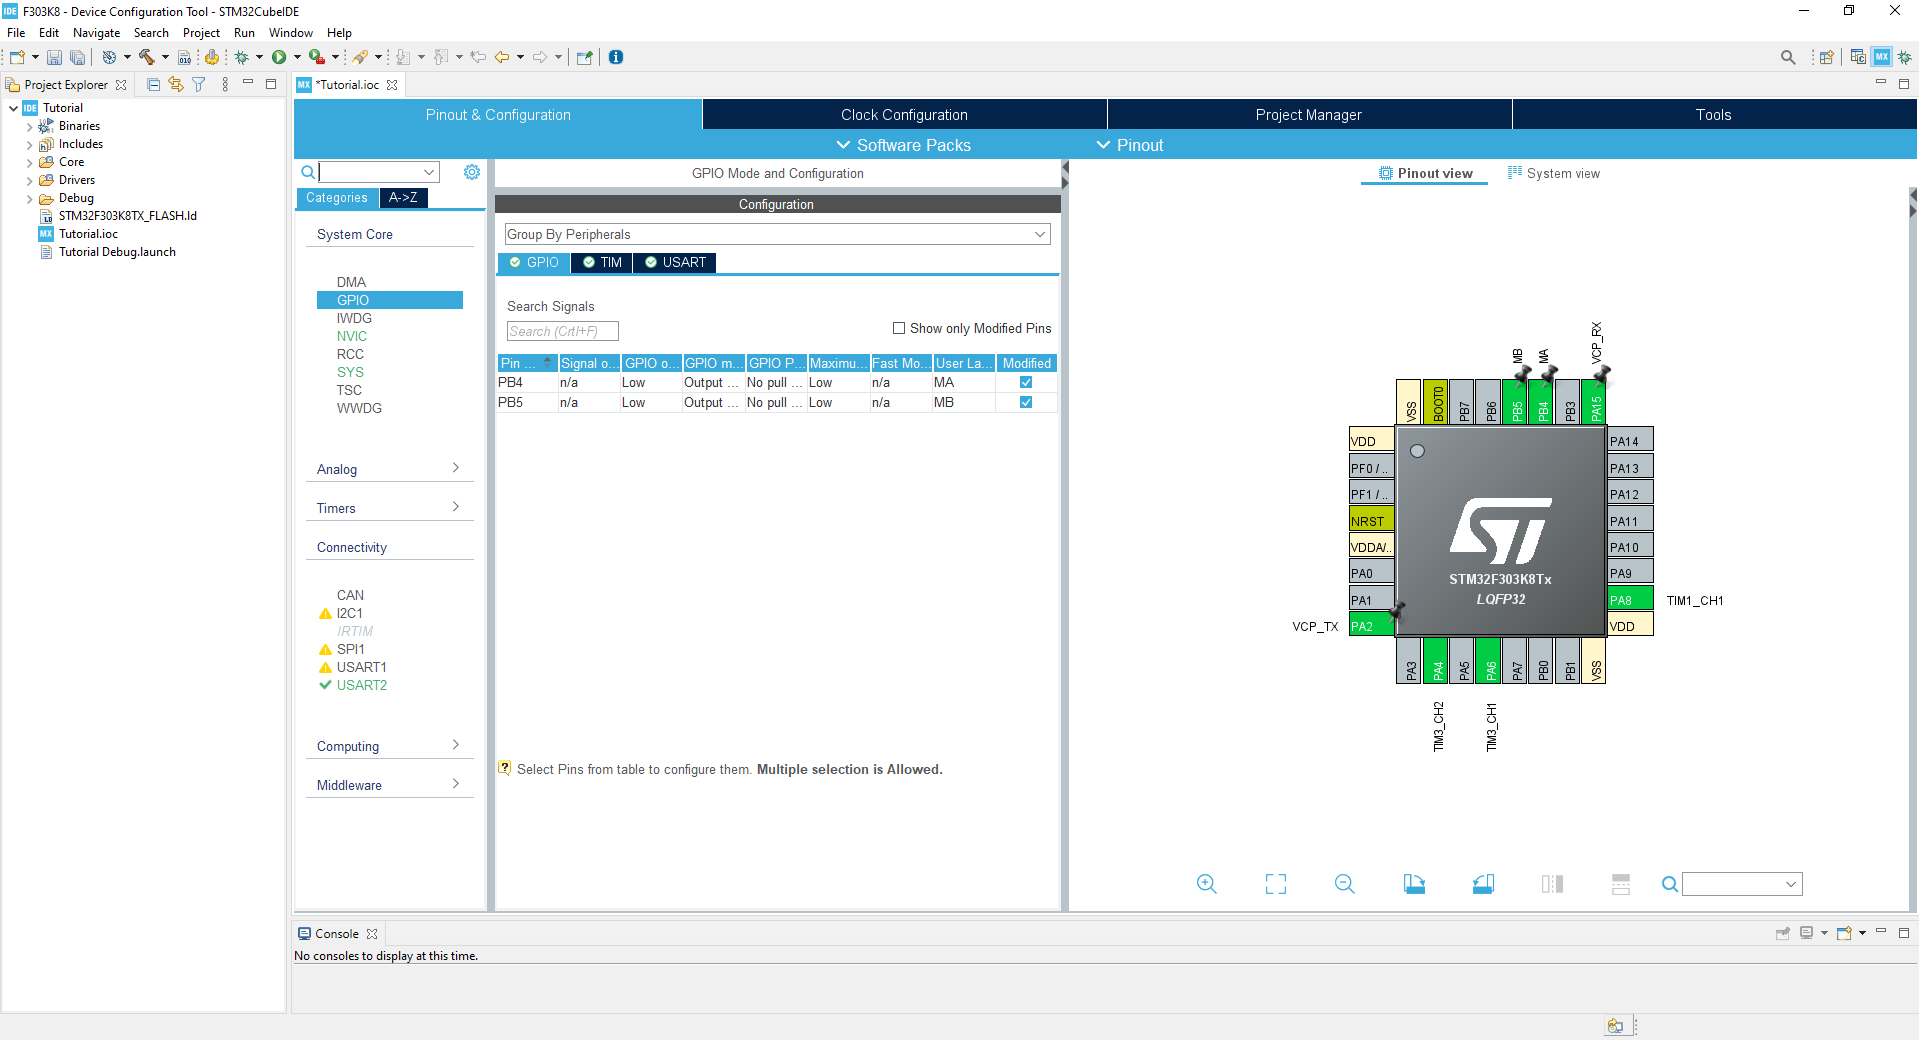 IDE F303K8 - Device Configuration Tool - STM32CubeIDE
File Edit Navigate Search Project Run Window Help
010
MX
Project Explorer
MX *Tutorial.ioc
IDE Tutorial
Binaries
Includes
Core
Drivers
Debug
STM32F303K8TX_FLASH.ld
MX Tutorial.ioc
Tutorial Debug.launch
Pinout & Configuration
Clock Configuration
Project Manager
Tools
Software Packs
Pinout
Categories
A->Z
System Core
DMA
GPIO
IWDG
NVIC
RCC
SYS
TSC
WWDG
Analog
Timers
Connectivity
CAN
I2C1
IRTIM
SPI1
USART1
USART2
Computing
Middleware
GPIO Mode and Configuration
Configuration
Group By Peripherals
GPIO
TIM
USART
Search Signals
Search (Crtl+F)
Show only Modified Pins
Pin ... Signal o... GPIO o... GPIO m... GPIO P... Maximu... Fast Mo... User La... Modified
PB4 n/a Low Output ... No pull ... Low n/a MA
PB5 n/a Low Output ... No pull ... Low n/a MB
Select Pins from table to configure them. Multiple selection is Allowed.
Pinout view
System view
MB
MA
VCP_RX
VSS
BOOT0
PB7
PB6
PB5
PB4
PB3
PA15
VDD
PF0 / ..
PF1 / ..
NRST
VDDA/..
PA0
PA1
VCP_TX
PA2
ST
STM32F303K8Tx
LQFP32
PA14
PA13
PA12
PA11
PA10
PA9
PA8
TIM1_CH1
VDD
PA3
PA4
PA5
PA6
PA7
PB0
PB1
VSS
TIM3_CH2
TIM3_CH1
Console
No consoles to display at this time.